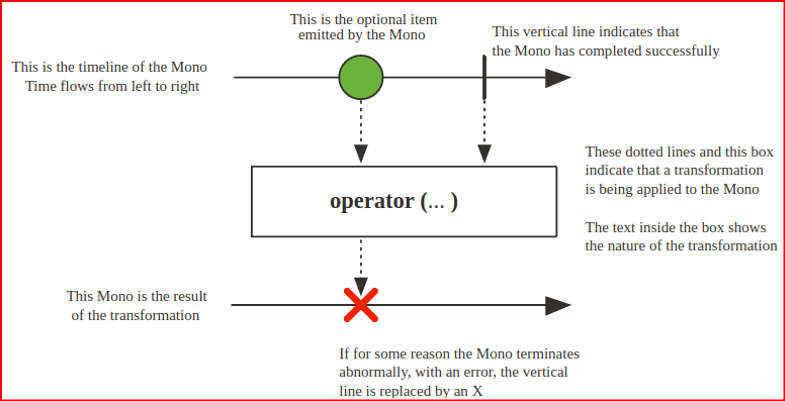 This is the optional item
emitted by the Mono
This vertical line indicates that
the Mono has completed successfully
This is the timeline of the Mono
Time flows from left to right
These dotted lines and this box
indicate that a transformation
is being applied to the Mono
operator (... )
The text inside the box shows
the nature of the transformation
This Mono is the result
of the transformation
If for some reason the Mono terminates
abnormally, with an error, the vertical
line is replaced by an X